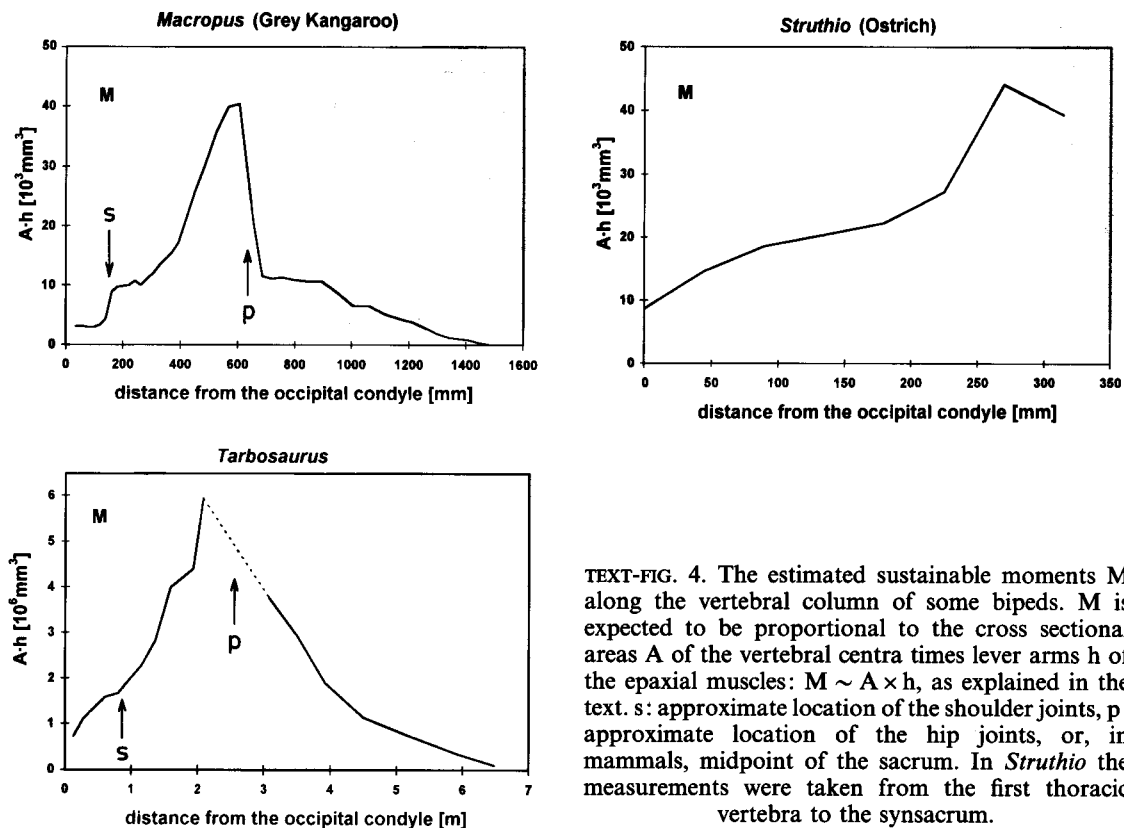 Macropus (Grey Kangaroo)
50
40
30
20
10
0
A·h [10³mm³]
M
s
p
0
200
400
600
800
1000
1200
1400
1600
distance from the occipital condyle [mm]
Struthio (Ostrich)
50
40
30
20
10
0
A·h [10³mm³]
M
0
50
100
150
200
250
300
350
distance from the occipital condyle [mm]
Tarbosaurus
6
5
4
3
2
1
0
A·h [10⁶mm³]
M
s
p
0
1
2
3
4
5
6
7
distance from the occipital condyle [m]
TEXT-FIG. 4. The estimated sustainable moments M
along the vertebral column of some bipeds. M is
expected to be proportional to the cross sectional
areas A of the vertebral centra times lever arms h of
the epaxial muscles: M ~ A × h, as explained in the
text. s: approximate location of the shoulder joints, p
approximate location of the hip joints, or, in
mammals, midpoint of the sacrum. In Struthio the
measurements were taken from the first thoracic
vertebra to the synsacrum.